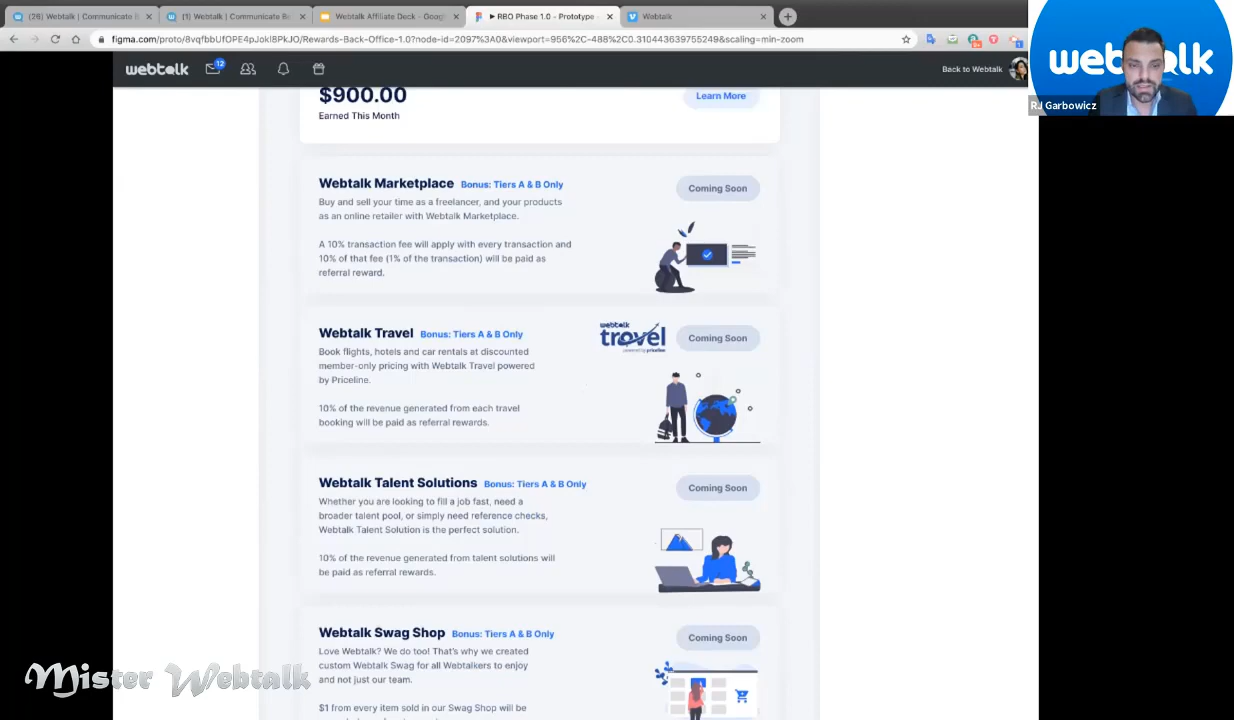 (26) Webtalk | Communicate B
(1) Webtalk | Communicate Be
Webtalk Affiliate Deck - Googl
▶ RBO Phase 1.0 - Prototype
Webtalk
figma.com/proto/8vqfbbUfOPE4pJokI8PkJO/Rewards-Back-Office-1.0?node-id=2097%3A0&viewport=956%2C-488%2C0.310443639755249&scaling=min-zoom
webtalk
12
Back to Webtalk
webtalk
RJ Garbowicz
$900.00
Earned This Month
Learn More
Webtalk Marketplace Bonus: Tiers A & B Only
Coming Soon
Buy and sell your time as a freelancer, and your products
as an online retailer with Webtalk Marketplace.
A 10% transaction fee will apply with every transaction and
10% of that fee (1% of the transaction) will be paid as
referral reward.
Webtalk Travel Bonus: Tiers A & B Only
webtalk
travel
powered by priceline
Coming Soon
Book flights, hotels and car rentals at discounted
member-only pricing with Webtalk Travel powered
by Priceline.
10% of the revenue generated from each travel
booking will be paid as referral rewards.
Webtalk Talent Solutions Bonus: Tiers A & B Only
Coming Soon
Whether you are looking to fill a job fast, need a
broader talent pool, or simply need reference checks,
Webtalk Talent Solution is the perfect solution.
10% of the revenue generated from talent solutions will
be paid as referral rewards.
Webtalk Swag Shop Bonus: Tiers A & B Only
Coming Soon
Love Webtalk? We do too! That's why we created
custom Webtalk Swag for all Webtalkers to enjoy
and not just our team.
$1 from every item sold in our Swag Shop will be
Mister Webtalk